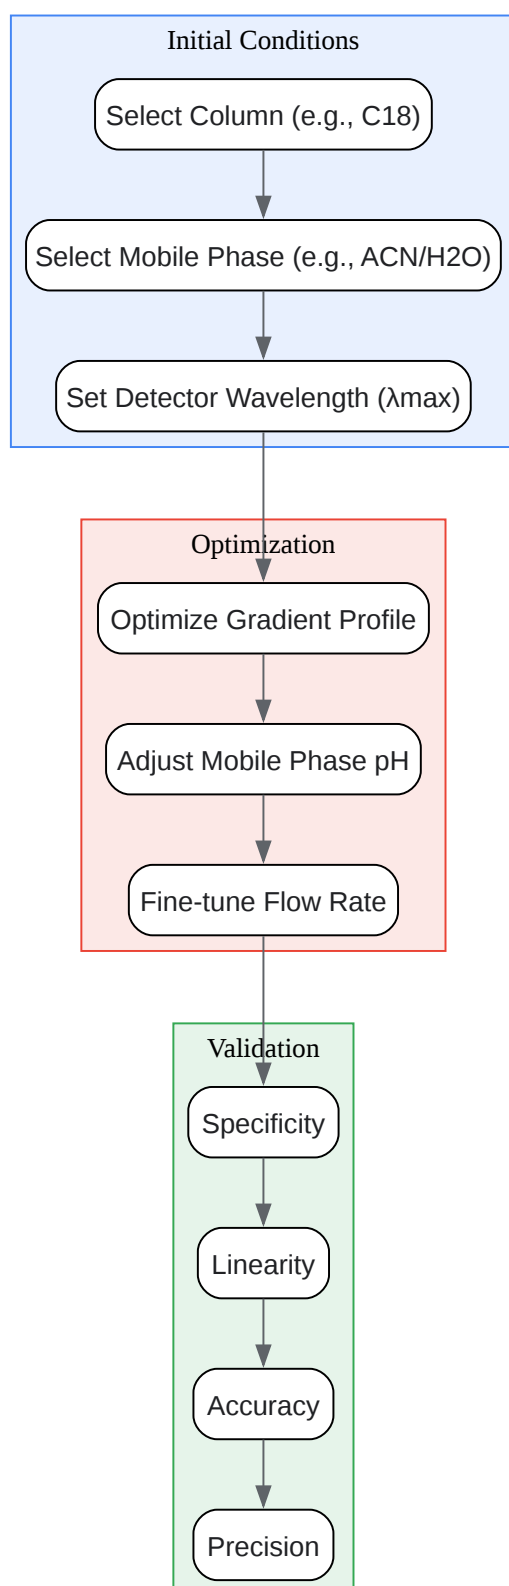 Initial Conditions
Select Column (e.g., C18)
Select Mobile Phase (e.g., ACN/H2O)
Set Detector Wavelength (λmax)
Optimization
Optimize Gradient Profile
Adjust Mobile Phase pH
Fine-tune Flow Rate
Validation
Specificity
Linearity
Accuracy
Precision